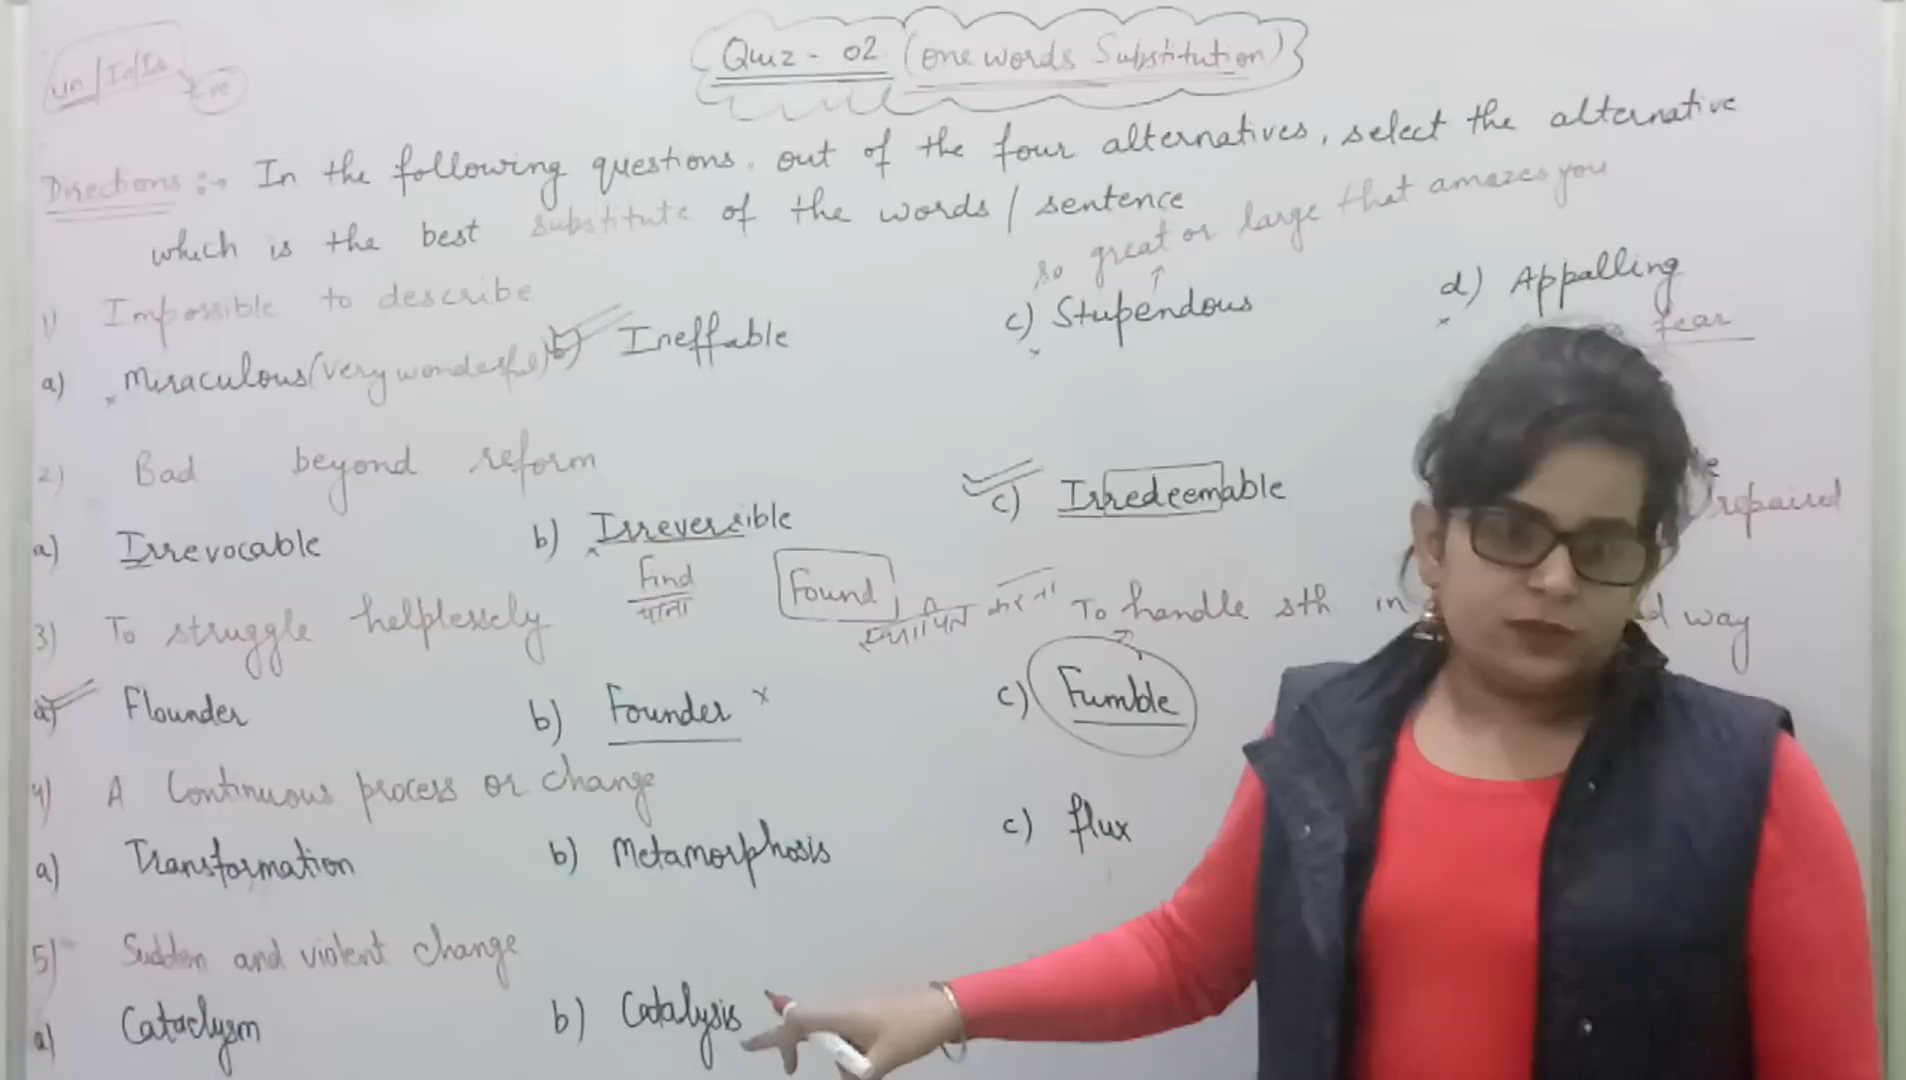 un/In/Im
-ve
Quiz - 02 (one words Substitution)
Directions :- In the following questions, out of the four alternatives, select the alternative
which is the best substitute of the words / sentence
so great or large that amazes you
1) Impossible to describe
a) Miraculous (very wonderful) b) Ineffable c) Stupendous d) Appalling
fear
2) Bad beyond reform
a) Irrevocable b) Irreversible c) Irredeemable
repaired
Find
पाना
Found
स्थापित करना
3) To struggle helplessly
To handle sth in way
a) Flounder b) Founder x c) Fumble
4) A Continuous process or change
a) Transformation b) Metamorphosis c) flux
5) Sudden and violent change
a) Cataclysm b) Catalysis